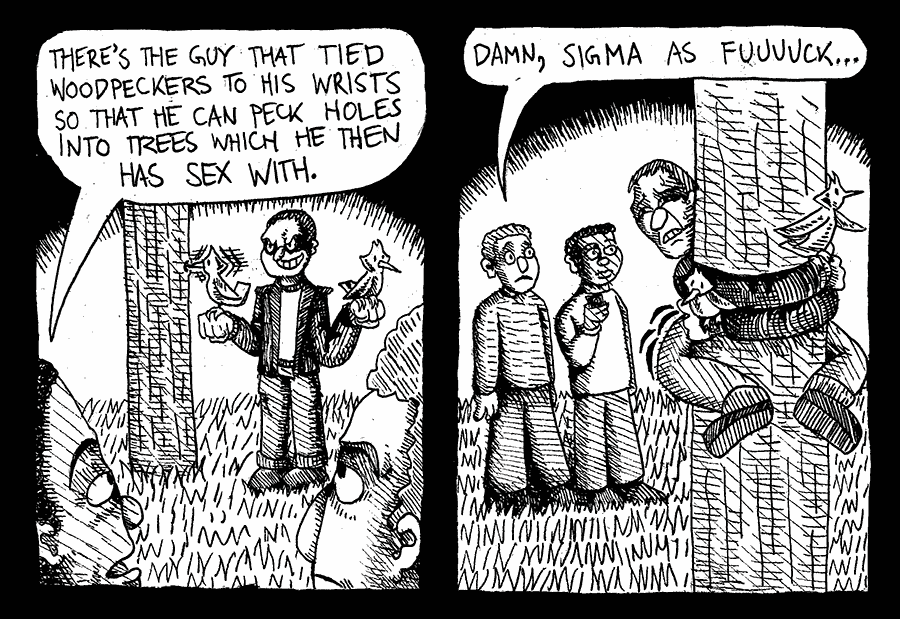 THERE'S THE GUY THAT TIED
WOODPECKERS TO HIS WRISTS
SO THAT HE CAN PECK HOLES
INTO TREES WHICH HE THEN
HAS SEX WITH.
DAMN, SIGMA AS FUUUUCK...